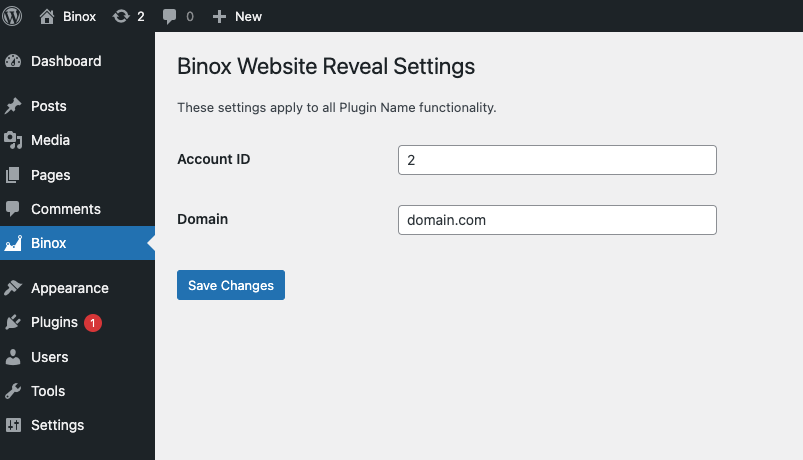 Binox 2 0 New
Dashboard
Posts
Media
Pages
Comments
Binox
Appearance
Plugins 1
Users
Tools
Settings
Binox Website Reveal Settings
These settings apply to all Plugin Name functionality.
Account ID 2
Domain domain.com
Save Changes